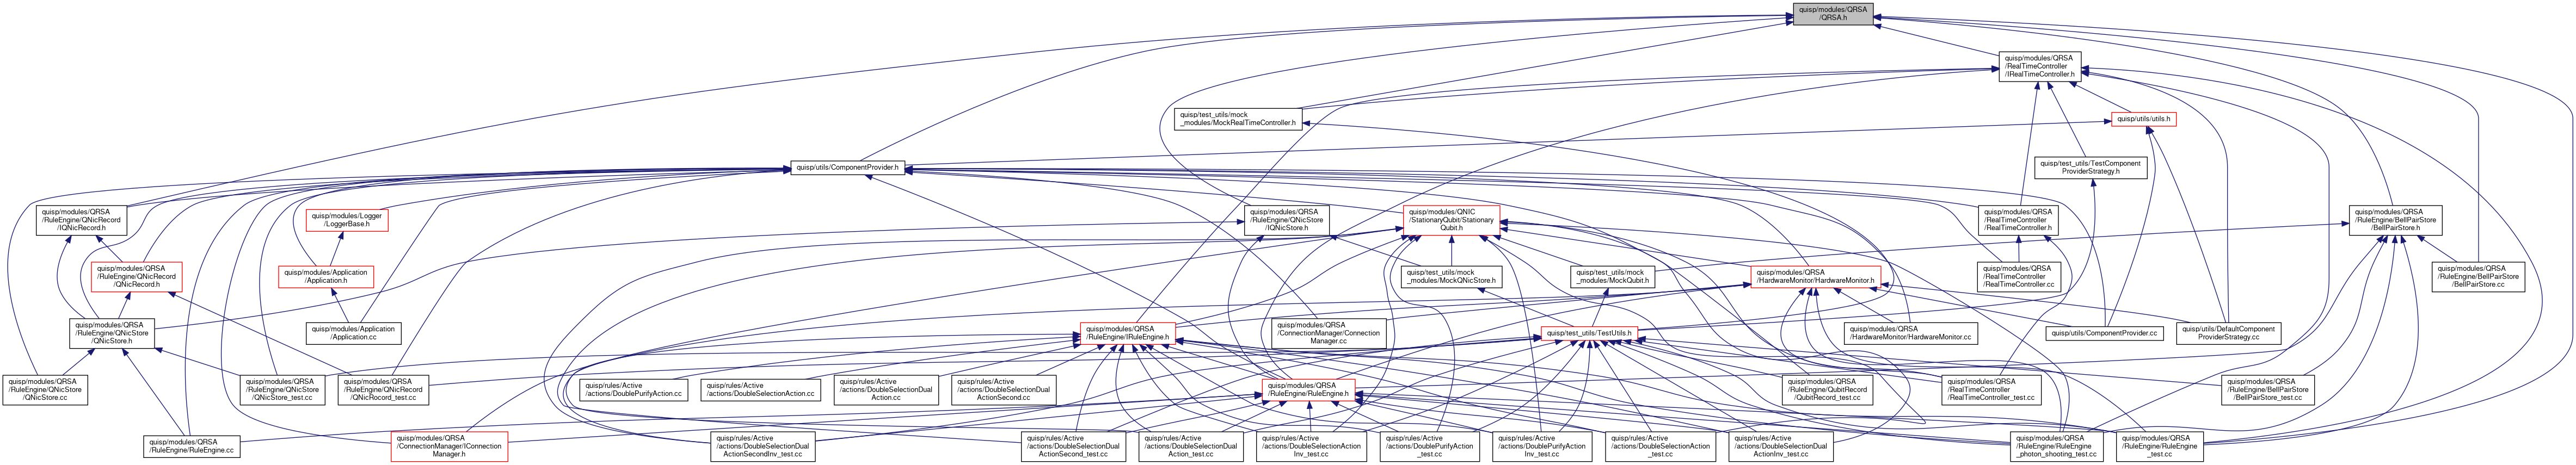 quisp/modules/QRSA
/QRSA.h
quisp/modules/QRSA
/RealTimeController
/IRealTimeController.h
quisp/test_utils/mock
_modules/MockRealTimeController.h
quisp/utils/utils.h
quisp/utils/ComponentProvider.h
quisp/test_utils/TestComponent
ProviderStrategy.h
quisp/modules/QRSA
/RuleEngine/QNicRecord
/IQNicRecord.h
quisp/modules/Logger
/LoggerBase.h
quisp/modules/QRSA
/RuleEngine/QNicStore
/IQNicStore.h
quisp/modules/QNIC
/StationaryQubit/Stationary
Qubit.h
quisp/modules/QRSA
/RealTimeController
/RealTimeController.h
quisp/modules/QRSA
/RuleEngine/BellPairStore
/BellPairStore.h
quisp/modules/QRSA
/RuleEngine/QNicRecord
/QNicRecord.h
quisp/modules/Application
/Application.h
quisp/test_utils/mock
_modules/MockQNicStore.h
quisp/test_utils/mock
_modules/MockQubit.h
quisp/modules/QRSA
/HardwareMonitor/HardwareMonitor.h
quisp/modules/QRSA
/RealTimeController
/RealTimeController.cc
quisp/modules/QRSA
/RuleEngine/BellPairStore
/BellPairStore.cc
quisp/modules/QRSA
/RuleEngine/QNicStore
/QNicStore.h
quisp/modules/Application
/Application.cc
quisp/modules/QRSA
/RuleEngine/IRuleEngine.h
quisp/modules/QRSA
/ConnectionManager/Connection
Manager.cc
quisp/test_utils/TestUtils.h
quisp/modules/QRSA
/HardwareMonitor/HardwareMonitor.cc
quisp/utils/ComponentProvider.cc
quisp/utils/DefaultComponent
ProviderStrategy.cc
quisp/modules/QRSA
/RuleEngine/QNicStore
/QNicStore.cc
quisp/modules/QRSA
/RuleEngine/QNicStore
/QNicStore_test.cc
quisp/modules/QRSA
/RuleEngine/QNicRecord
/QNicRocord_test.cc
quisp/rules/Active
/actions/DoublePurifyAction.cc
quisp/rules/Active
/actions/DoubleSelectionAction.cc
quisp/rules/Active
/actions/DoubleSelectionDual
Action.cc
quisp/rules/Active
/actions/DoubleSelectionDual
ActionSecond.cc
quisp/modules/QRSA
/RuleEngine/RuleEngine.h
quisp/modules/QRSA
/RuleEngine/QubitRecord
/QubitRecord_test.cc
quisp/modules/QRSA
/RealTimeController
/RealTimeController_test.cc
quisp/modules/QRSA
/RuleEngine/BellPairStore
/BellPairStore_test.cc
quisp/modules/QRSA
/RuleEngine/RuleEngine.cc
quisp/modules/QRSA
/ConnectionManager/IConnection
Manager.h
quisp/rules/Active
/actions/DoubleSelectionDual
ActionSecondInv_test.cc
quisp/rules/Active
/actions/DoubleSelectionDual
ActionSecond_test.cc
quisp/rules/Active
/actions/DoubleSelectionDual
Action_test.cc
quisp/rules/Active
/actions/DoubleSelectionAction
Inv_test.cc
quisp/rules/Active
/actions/DoublePurifyAction
_test.cc
quisp/rules/Active
/actions/DoublePurifyAction
Inv_test.cc
quisp/rules/Active
/actions/DoubleSelectionAction
_test.cc
quisp/rules/Active
/actions/DoubleSelectionDual
ActionInv_test.cc
quisp/modules/QRSA
/RuleEngine/RuleEngine
_photon_shooting_test.cc
quisp/modules/QRSA
/RuleEngine/RuleEngine
_test.cc